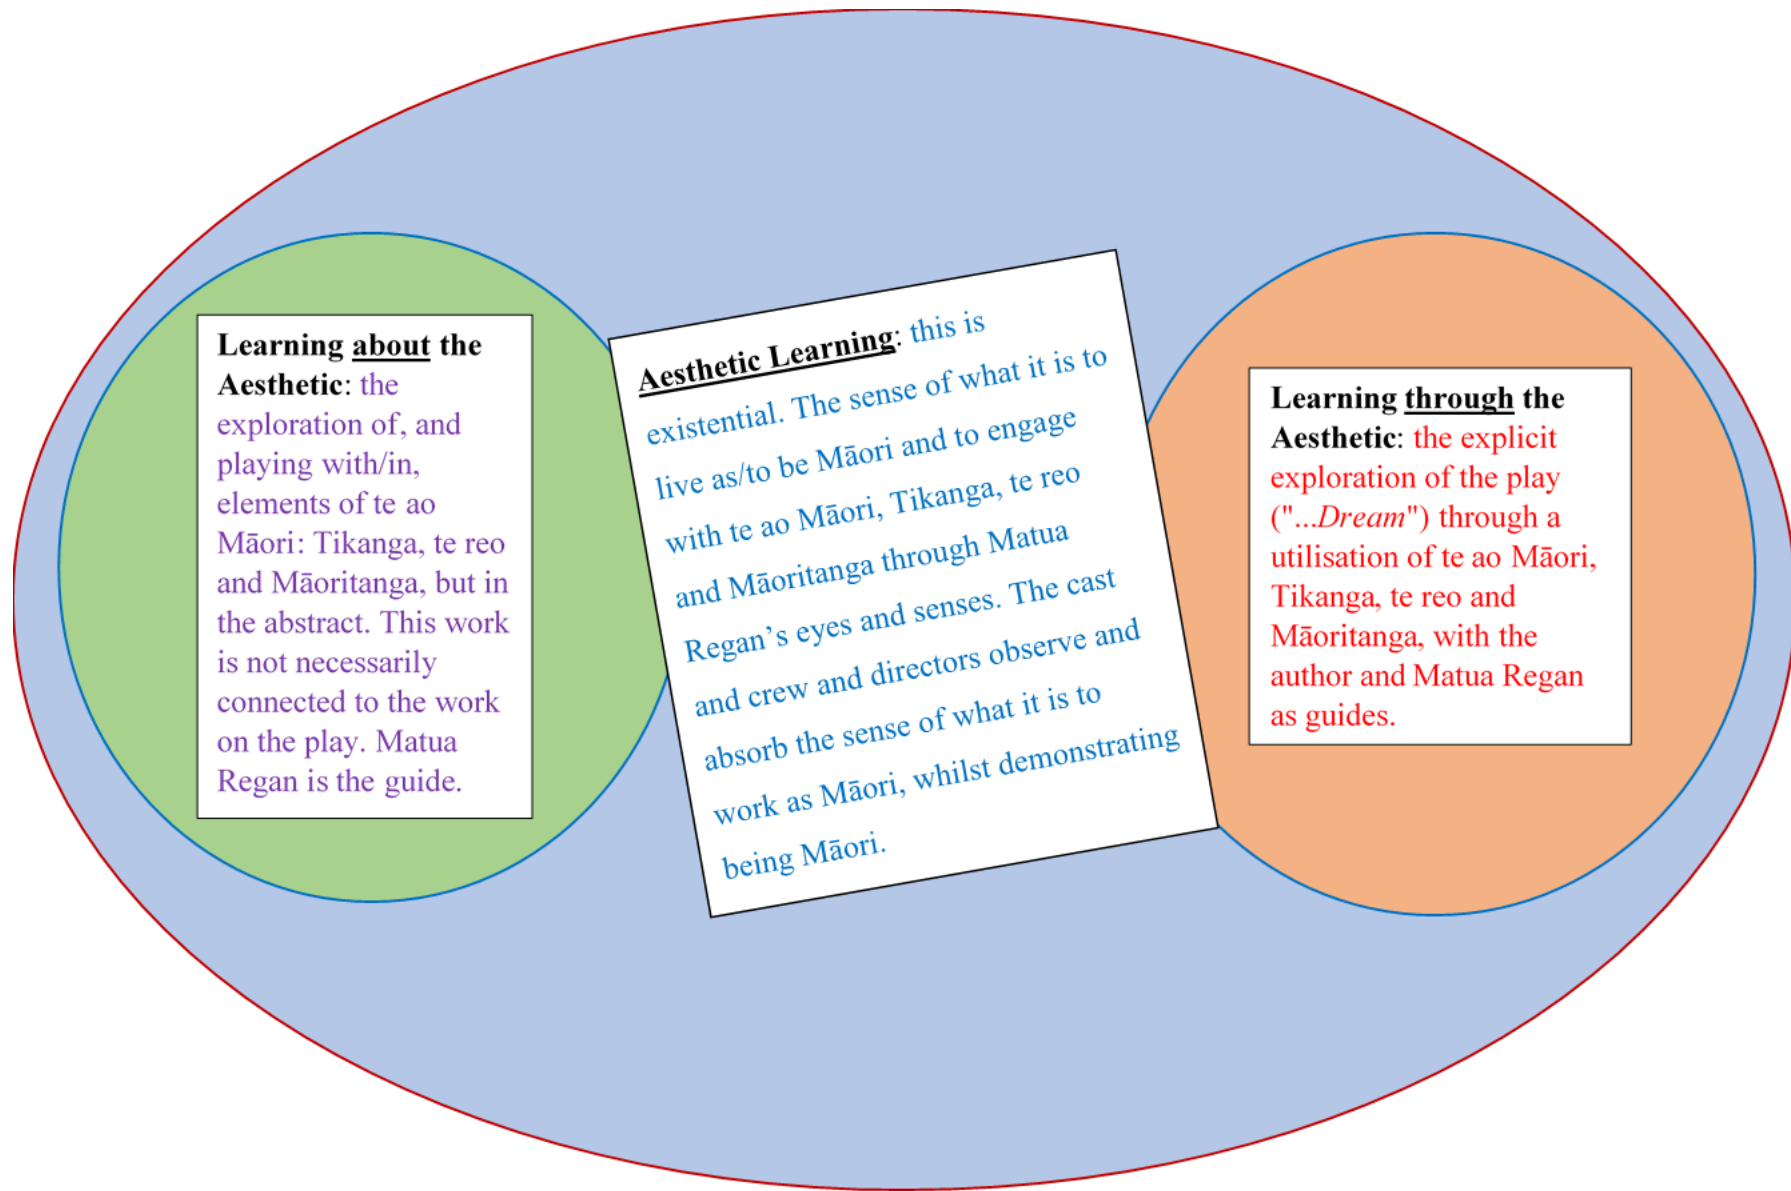 Learning about the
Aesthetic: the
exploration of, and
playing with/in,
elements of te ao
Māori: Tikanga, te reo
and Māoritanga, but in
the abstract. This work
is not necessarily
connected to the work
on the play. Matua
Regan is the guide.
Aesthetic Learning: this is
existential. The sense of what it is to
live as/to be Māori and to engage
with te ao Māori, Tikanga, te reo
and Māoritanga through Matua
Regan’s eyes and senses. The cast
and crew and directors observe and
absorb the sense of what it is to
work as Māori, whilst demonstrating
being Māori.
Learning through the
Aesthetic: the explicit
exploration of the play
("...Dream") through a
utilisation of te ao Māori,
Tikanga, te reo and
Māoritanga, with the
author and Matua Regan
as guides.